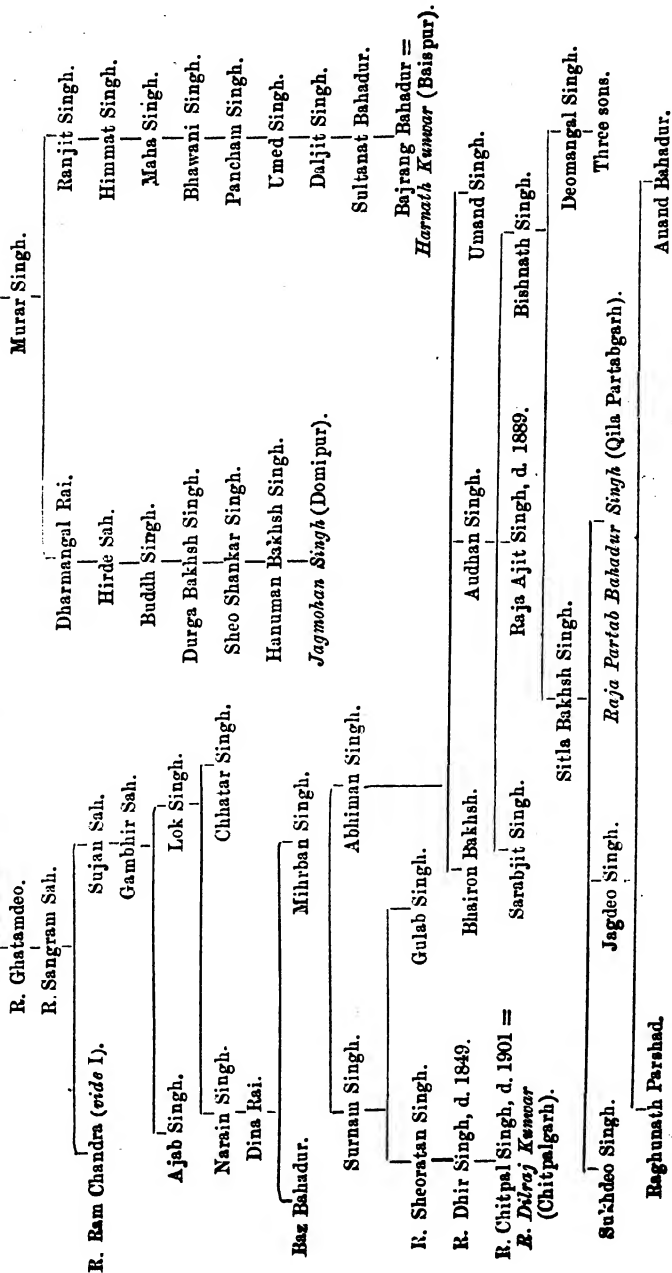 R. Ghatamdeo.
R. Sangram Sah.
R. Ram Chandra (vide I).
Sujan Sah.
Gambhir Sah.
Ajab Singh.
Lok Singh.
Narain Singh.
Chhatar Singh.
Dina Rai.
Baz Bahadur.
Mihrban Singh.
Surnam Singh.
Abhiman Singh.
R. Sheoratan Singh.
Gulab Singh.
R. Dhir Singh, d. 1849.
R. Chitpal Singh, d. 1901 =
R. Dilraj Kunwar
(Chitpalgarh).
Murar Singh.
Dharmangal Rai.
Ranjit Singh.
Hirde Sah.
Himmat Singh.
Buddh Singh.
Maha Singh.
Durga Bakhsh Singh.
Bhawani Singh.
Sheo Shankar Singh.
Pancham Singh.
Hanuman Bakhsh Singh.
Umed Singh.
Jagmohan Singh (Domipur).
Daljit Singh.
Sultanat Bahadur.
Bajrang Bahadur =
Harnath Kunwar (Baispur).
Bhairon Bakhsh.
Audhan Singh.
Umand Singh.
Sarabjit Singh.
Raja Ajit Singh, d. 1889.
Bishnath Singh.
Sitla Bakhsh Singh.
Deomangal Singh.
Three sons.
Sukhdeo Singh.
Jagdeo Singh.
Raja Partab Bahadur Singh (Qila Partabgarh).
Raghunath Parshad.
Anand Bahadur.